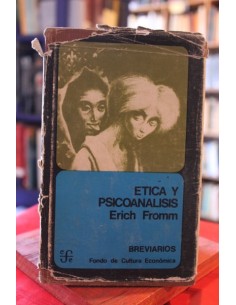 ETICA Y
PSICOANALISIS
Erich Fromm
BREVIARIOS
Fondo de Cultura Económica